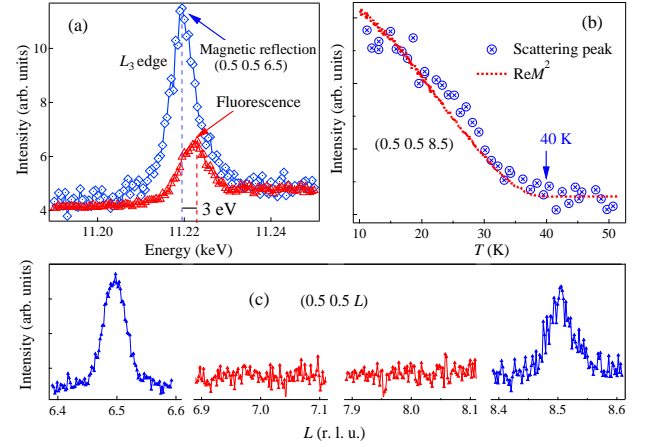 (a)
Intensity (arb. units)
10
8
6
4
L3 edge
Magnetic reflection
(0.5 0.5 6.5)
Fluorescence
3 eV
11.20
11.22
11.24
Energy (keV)
(b)
Intensity (arb. units)
Scattering peak
ReM²
(0.5 0.5 8.5)
40 K
10
20
30
40
50
T (K)
(c)
(0.5 0.5 L)
Intensity (arb. units)
6.4
6.5
6.6
6.9
7.0
7.1
7.9
8.0
8.1
8.4
8.5
8.6
L (r. l. u.)